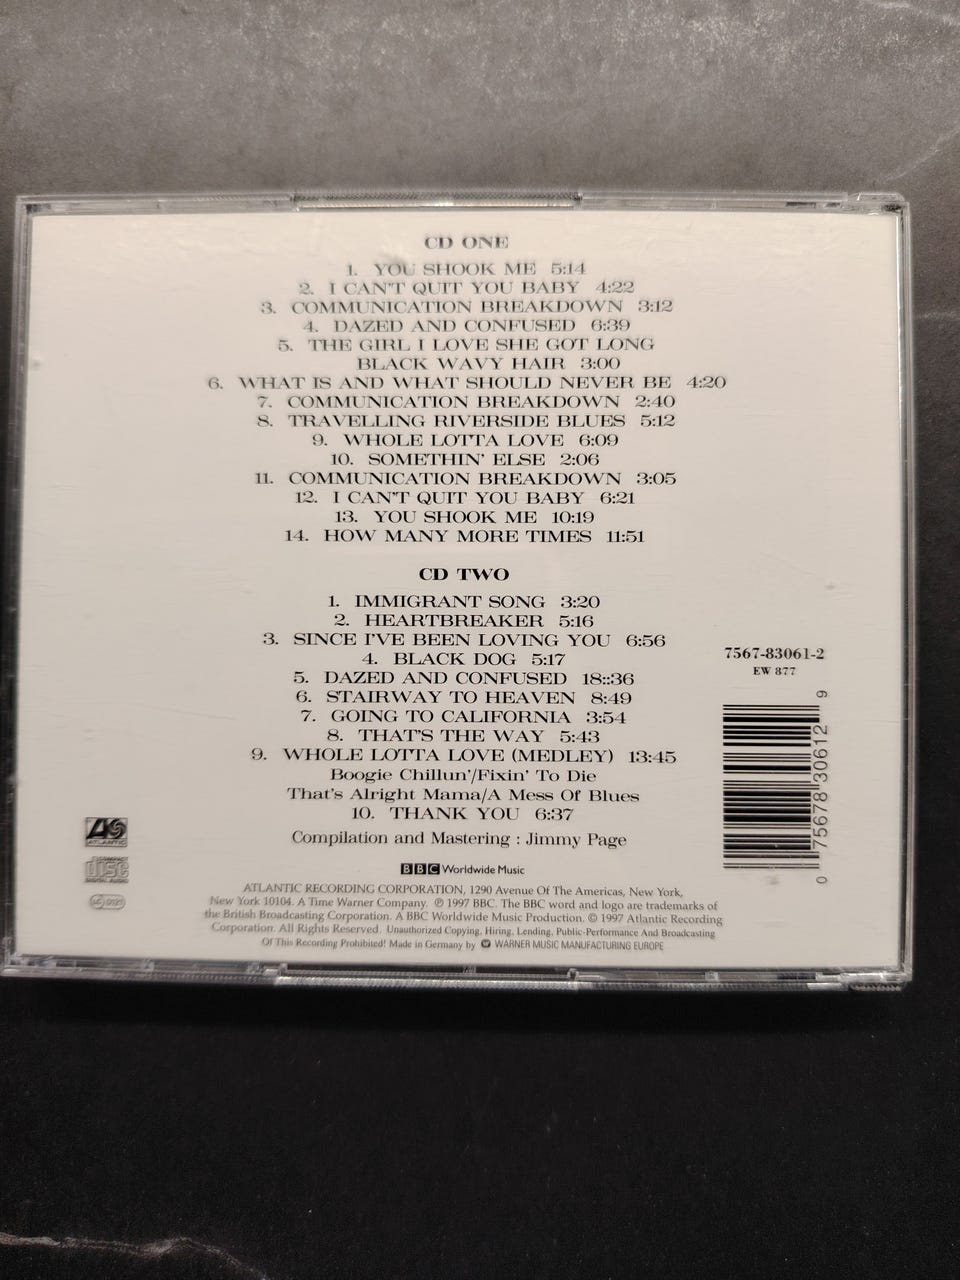 CD ONE
1. YOU SHOOK ME 5:14
2. I CAN'T QUIT YOU BABY 4:22
3. COMMUNICATION BREAKDOWN 3:12
4. DAZED AND CONFUSED 6:39
5. THE GIRL I LOVE SHE GOT LONG
BLACK WAVY HAIR 3:00
6. WHAT IS AND WHAT SHOULD NEVER BE 4:20
7. COMMUNICATION BREAKDOWN 2:40
8. TRAVELLING RIVERSIDE BLUES 5:12
9. WHOLE LOTTA LOVE 6:09
10. SOMETHIN' ELSE 2:06
11. COMMUNICATION BREAKDOWN 3:05
12. I CAN'T QUIT YOU BABY 6:21
13. YOU SHOOK ME 10:19
14. HOW MANY MORE TIMES 11:51
CD TWO
1. IMMIGRANT SONG 3:20
2. HEARTBREAKER 5:16
3. SINCE I'VE BEEN LOVING YOU 6:56
4. BLACK DOG 5:17
5. DAZED AND CONFUSED 18::36
6. STAIRWAY TO HEAVEN 8:49
7. GOING TO CALIFORNIA 3:54
8. THAT'S THE WAY 5:43
9. WHOLE LOTTA LOVE (MEDLEY) 13:45
Boogie Chillun'/Fixin' To Die
That's Alright Mama/A Mess Of Blues
10. THANK YOU 6:37
Compilation and Mastering : Jimmy Page
7567-83061-2
EW 877
0 75678 30612 9
ATLANTIC
COMPACT
disc
DIGITAL AUDIO
BBC Worldwide Music
ATLANTIC RECORDING CORPORATION, 1290 Avenue Of The Americas, New York,
New York 10104. A Time Warner Company. ℗ 1997 BBC. The BBC word and logo are trademarks of
the British Broadcasting Corporation. A BBC Worldwide Music Production. © 1997 Atlantic Recording
Corporation. All Rights Reserved. Unauthorized Copying, Hiring, Lending, Public-Performance And Broadcasting
Of This Recording Prohibited! Made in Germany by WARNER MUSIC MANUFACTURING EUROPE